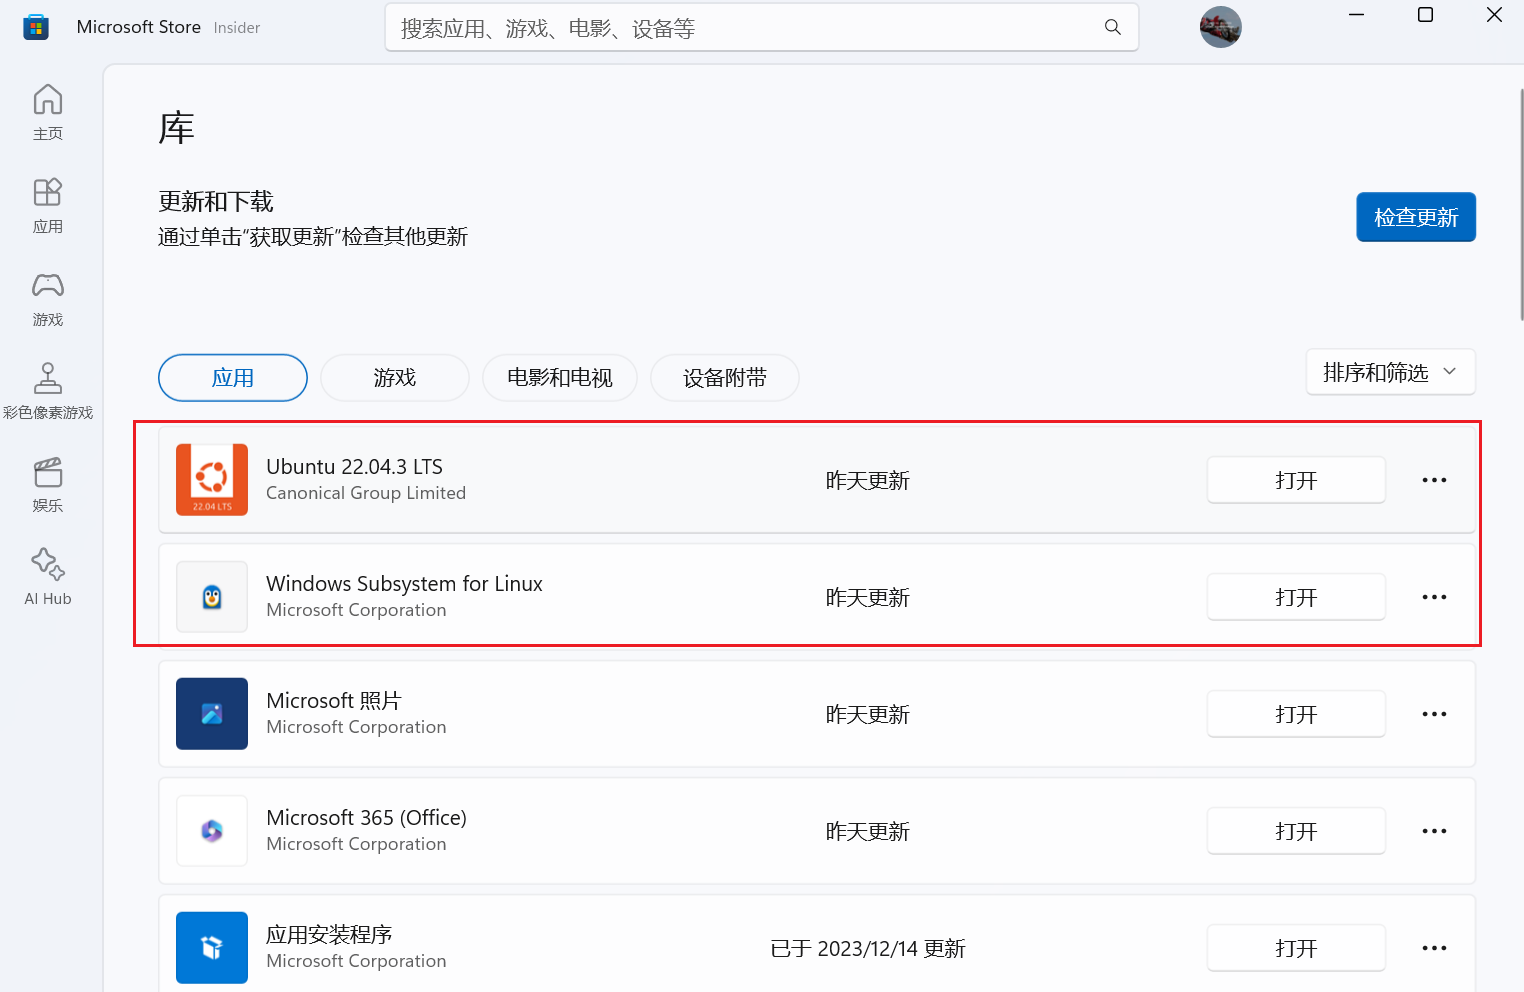 Microsoft Store Insider
搜索应用、游戏、电影、设备等
主页
应用
游戏
彩色像素游戏
娱乐
AI Hub
库
更新和下载
通过单击“获取更新”检查其他更新
检查更新
应用
游戏
电影和电视
设备附带
排序和筛选
22.04 LTS
Ubuntu 22.04.3 LTS
Canonical Group Limited
昨天更新
打开
Windows Subsystem for Linux
Microsoft Corporation
昨天更新
打开
Microsoft 照片
Microsoft Corporation
昨天更新
打开
Microsoft 365 (Office)
Microsoft Corporation
昨天更新
打开
应用安装程序
Microsoft Corporation
已于 2023/12/14 更新
打开